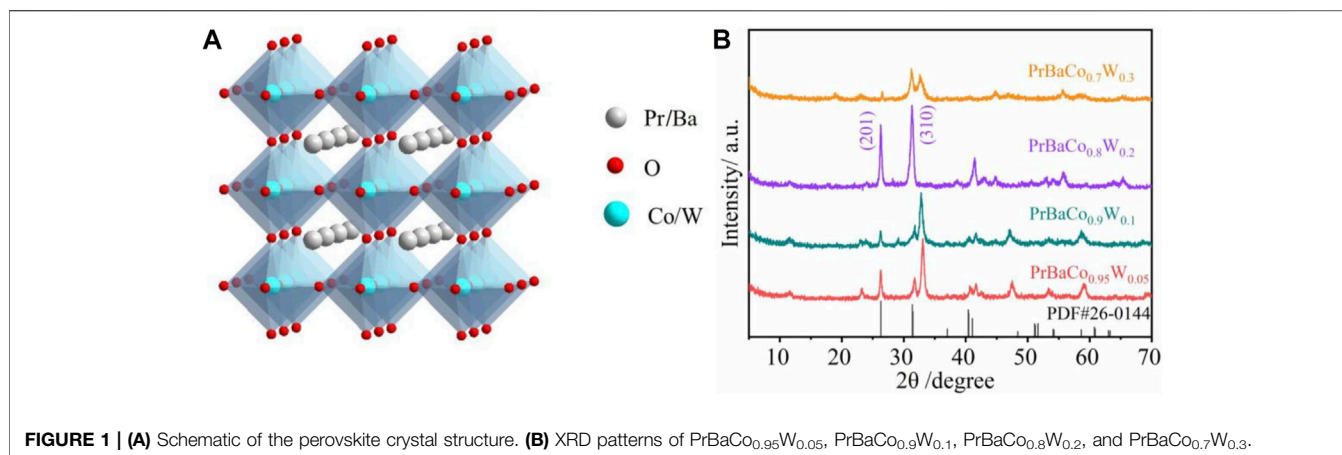 A
Pr/Ba
O
Co/W
B
Intensity/ a.u.
PrBaCo0.7W0.3
(201)
(310)
PrBaCo0.8W0.2
PrBaCo0.9W0.1
PrBaCo0.95W0.05
PDF#26-0144
10 20 30 40 50 60 70
2θ /degree
FIGURE 1 | (A) Schematic of the perovskite crystal structure. (B) XRD patterns of PrBaCo0.95W0.05, PrBaCo0.9W0.1, PrBaCo0.8W0.2, and PrBaCo0.7W0.3.